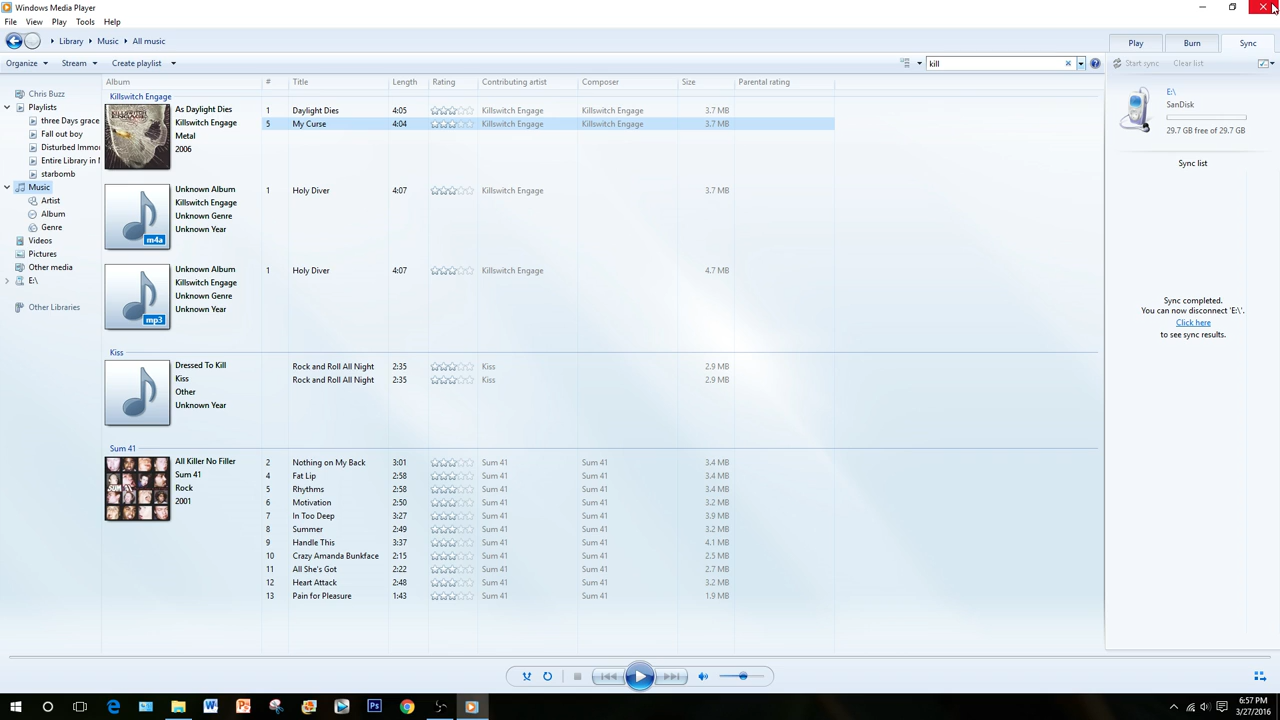 Windows Media Player
File View Play Tools Help
Library Music All music
Play Burn Sync
Organize Stream Create playlist
kill
Start sync Clear list
Album # Title Length Rating Contributing artist Composer Size Parental rating
Chris Buzz
Playlists
three Days grace
Fall out boy
Disturbed Immo
Entire Library in M
starbomb
Music
Artist
Album
Genre
Videos
Pictures
Other media
E:\
Other Libraries
Killswitch Engage
As Daylight Dies
Killswitch Engage
Metal
2006
1 Daylight Dies 4:05 Killswitch Engage Killswitch Engage 3.7 MB
5 My Curse 4:04 Killswitch Engage Killswitch Engage 3.7 MB
m4a
Unknown Album
Killswitch Engage
Unknown Genre
Unknown Year
1 Holy Diver 4:07 Killswitch Engage 3.7 MB
mp3
Unknown Album
Killswitch Engage
Unknown Genre
Unknown Year
1 Holy Diver 4:07 Killswitch Engage 4.7 MB
Kiss
Dressed To Kill
Kiss
Other
Unknown Year
Rock and Roll All Night 2:35 Kiss 2.9 MB
Rock and Roll All Night 2:35 Kiss 2.9 MB
Sum 41
All Killer No Filler
Sum 41
Rock
2001
2 Nothing on My Back 3:01 Sum 41 Sum 41 3.4 MB
4 Fat Lip 2:58 Sum 41 Sum 41 3.4 MB
5 Rhythms 2:58 Sum 41 Sum 41 3.4 MB
6 Motivation 2:50 Sum 41 Sum 41 3.2 MB
7 In Too Deep 3:27 Sum 41 Sum 41 3.9 MB
8 Summer 2:49 Sum 41 Sum 41 3.2 MB
9 Handle This 3:37 Sum 41 Sum 41 4.1 MB
10 Crazy Amanda Bunkface 2:15 Sum 41 Sum 41 2.5 MB
11 All She's Got 2:22 Sum 41 Sum 41 2.7 MB
12 Heart Attack 2:48 Sum 41 Sum 41 3.2 MB
13 Pain for Pleasure 1:43 Sum 41 Sum 41 1.9 MB
E:\
SanDisk
29.7 GB free of 29.7 GB
Sync list
Sync completed.
You can now disconnect 'E:\'.
Click here
to see sync results.
6:57 PM
3/27/2016